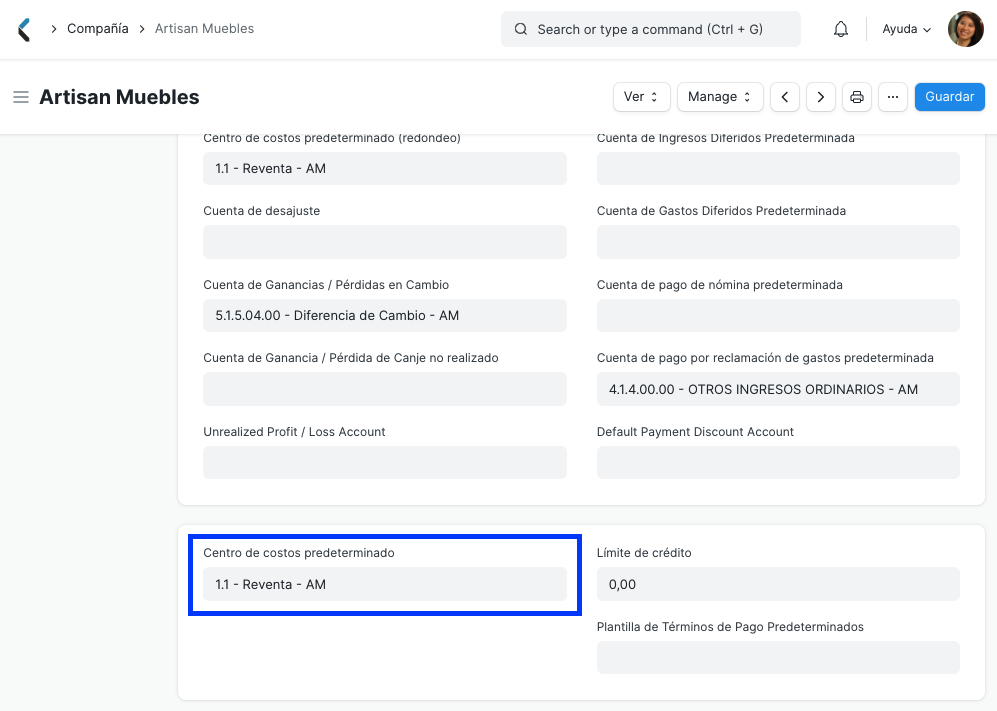 Compañía
Artisan Muebles
Search or type a command (Ctrl + G)
Ayuda
Artisan Muebles
Ver
Manage
Guardar
Centro de costos predeterminado (redondeo)
1.1 - Reventa - AM
Cuenta de Ingresos Diferidos Predeterminada
Cuenta de desajuste
Cuenta de Gastos Diferidos Predeterminada
Cuenta de Ganancias / Pérdidas en Cambio
5.1.5.04.00 - Diferencia de Cambio - AM
Cuenta de pago de nómina predeterminada
Cuenta de Ganancia / Pérdida de Canje no realizado
Cuenta de pago por reclamación de gastos predeterminada
4.1.4.00.00 - OTROS INGRESOS ORDINARIOS - AM
Unrealized Profit / Loss Account
Default Payment Discount Account
Centro de costos predeterminado
1.1 - Reventa - AM
Límite de crédito
0,00
Plantilla de Términos de Pago Predeterminados